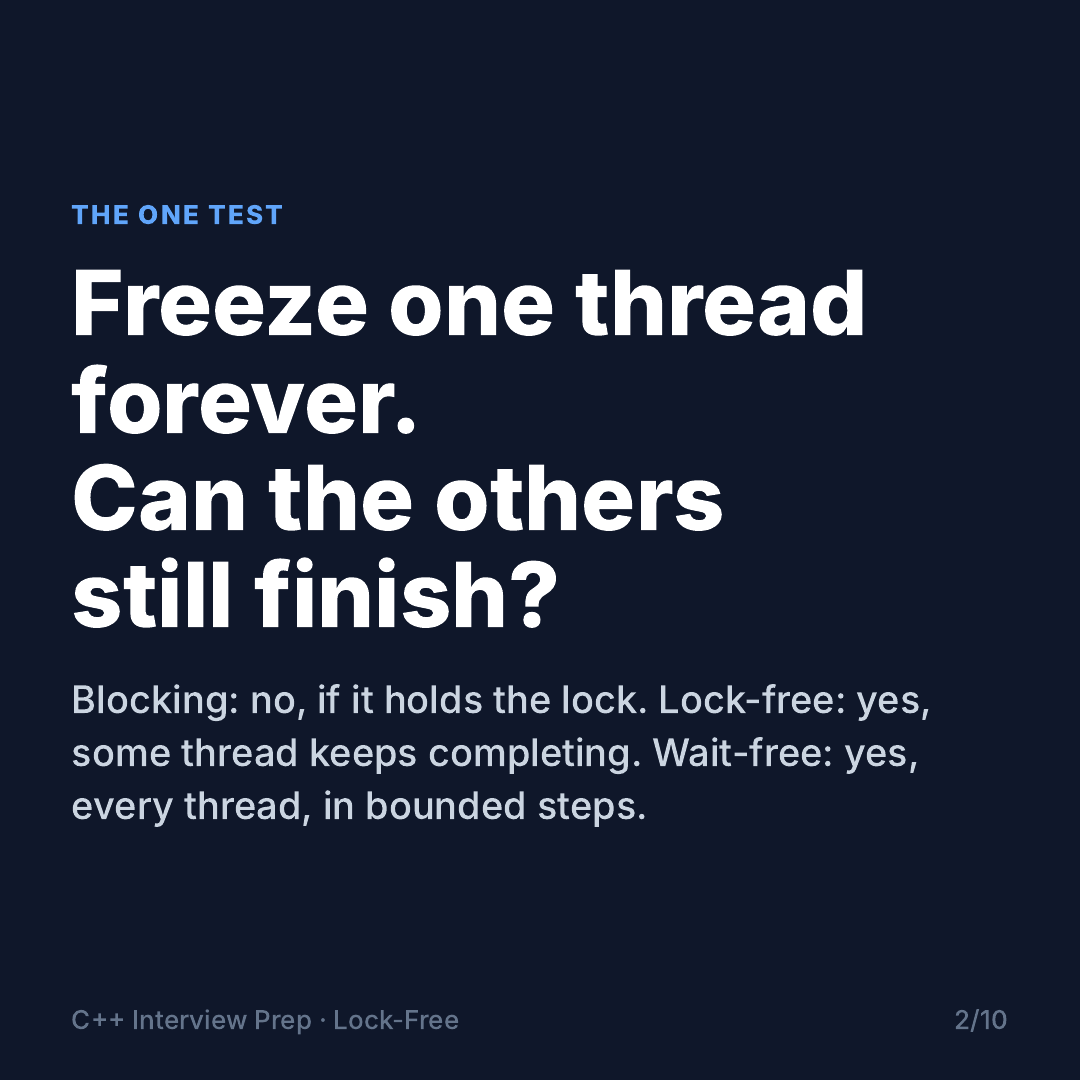 THE ONE TEST
Freeze one thread
forever.
Can the others
still finish?
Blocking: no, if it holds the lock. Lock-free: yes,
some thread keeps completing. Wait-free: yes,
every thread, in bounded steps.
C++ Interview Prep · Lock-Free
2/10